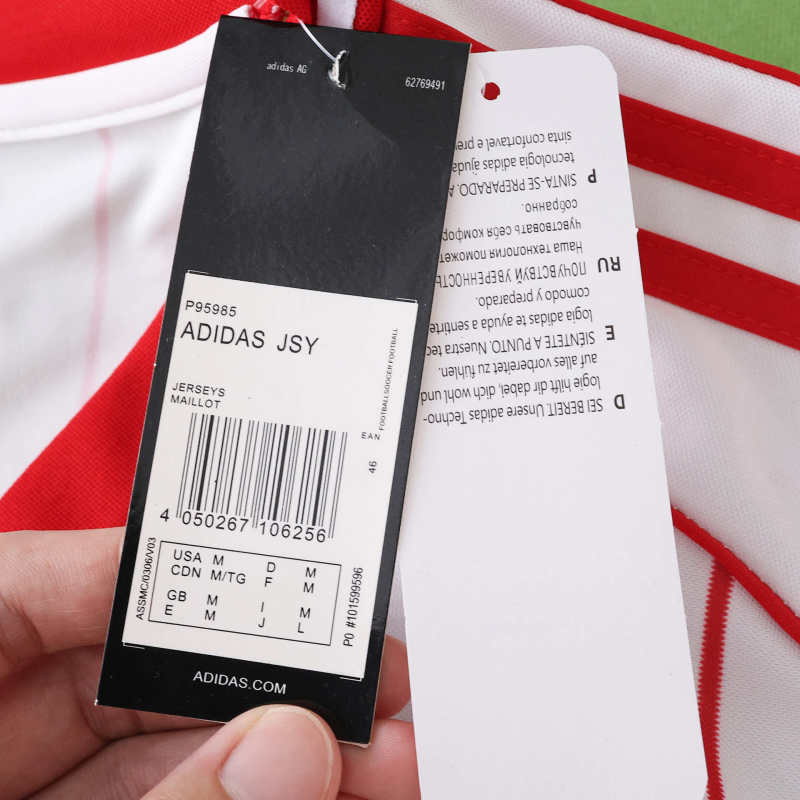 adidas AG
62769491
P95985
ADIDAS JSY
FOOTBALL SOCCER FOOTBALL
JERSEYS
MAILLOT
EAN
46
4 050267 106256
ASSMC/0306/V03
USA M D M
CDN M/TG F M
GB M I M
E M J L
P0 #101599596
ADIDAS.COM
D SEI BEREIT. Unsere adidas Techno-
logie hilft dir dabei, dich wohl und
auf alles vorbereitet zu fühlen.
E SIÉNTETE A PUNTO. Nuestra
logía adidas te ayuda a sentirte
cómodo y preparado.
RU ПОЧУВСТВУЙ УВЕРЕННОСТЬ
Наша технология поможет
чувствовать себя
собранно.
P SINTA-SE PREPARADO. A
tecnologia adidas ajuda
sinta confortável e